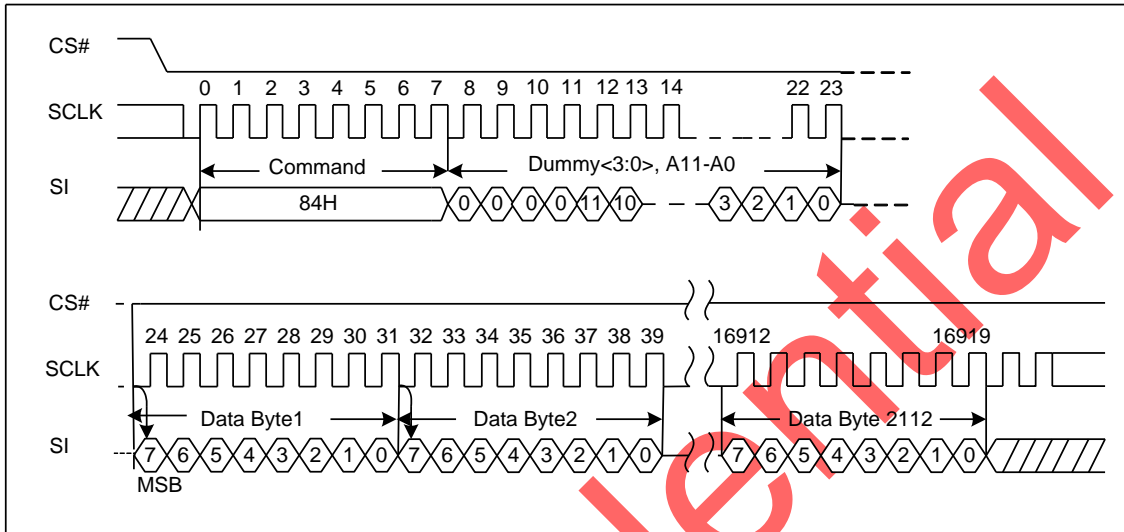 CS#
0 1 2 3 4 5 6 7 8 9 10 11 12 13 14 22 23
SCLK
Command Dummy<3:0>, A11-A0
SI
84H 0 0 0 0 11 10 3 2 1 0
CS#
24 25 26 27 28 29 30 31 32 33 34 35 36 37 38 39 16912 16919
SCLK
Data Byte1 Data Byte2 Data Byte 2112
SI
7 6 5 4 3 2 1 0 7 6 5 4 3 2 1 0 7 6 5 4 3 2 1 0
MSB
ential